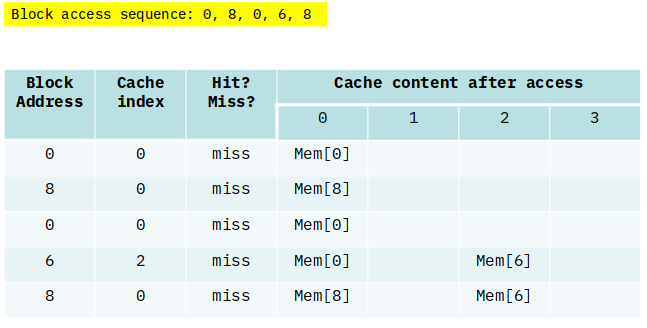 Block access sequence: 0, 8, 0, 6, 8
Block Address Cache index Hit? Miss? Cache content after access
0 1 2 3
0 0 miss Mem[0]
8 0 miss Mem[8]
0 0 miss Mem[0]
6 2 miss Mem[0] Mem[6]
8 0 miss Mem[8] Mem[6]